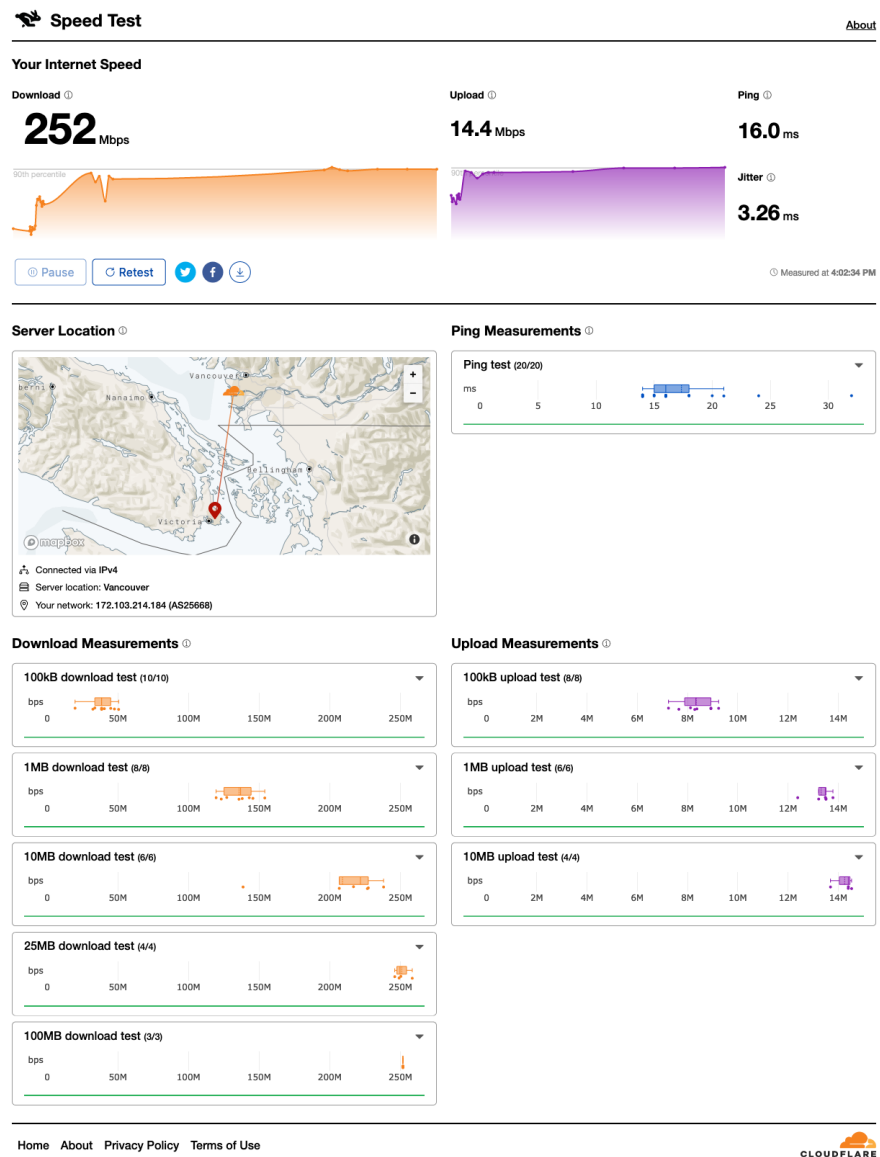 Speed Test
About
Your Internet Speed
Download
Upload
Ping
252 Mbps
14.4 Mbps
16.0 ms
90th percentile
Jitter
3.26 ms
Pause
Retest
Measured at 4:02:34 PM
Server Location
Ping Measurements
Vancouver
Nanaimo
Bellingham
Victoria
mapbox
+
−
Connected via IPv4
Server location: Vancouver
Your network: 172.103.214.184 (AS25668)
Ping test (20/20)
ms
0 5 10 15 20 25 30
Download Measurements
100kB download test (10/10)
bps
0 50M 100M 150M 200M 250M
1MB download test (8/8)
bps
0 50M 100M 150M 200M 250M
10MB download test (6/6)
bps
0 50M 100M 150M 200M 250M
25MB download test (4/4)
bps
0 50M 100M 150M 200M 250M
100MB download test (3/3)
bps
0 50M 100M 150M 200M 250M
Upload Measurements
100kB upload test (8/8)
bps
0 2M 4M 6M 8M 10M 12M 14M
1MB upload test (6/6)
bps
0 2M 4M 6M 8M 10M 12M 14M
10MB upload test (4/4)
bps
0 2M 4M 6M 8M 10M 12M 14M
Home About Privacy Policy Terms of Use
CLOUDFLARE